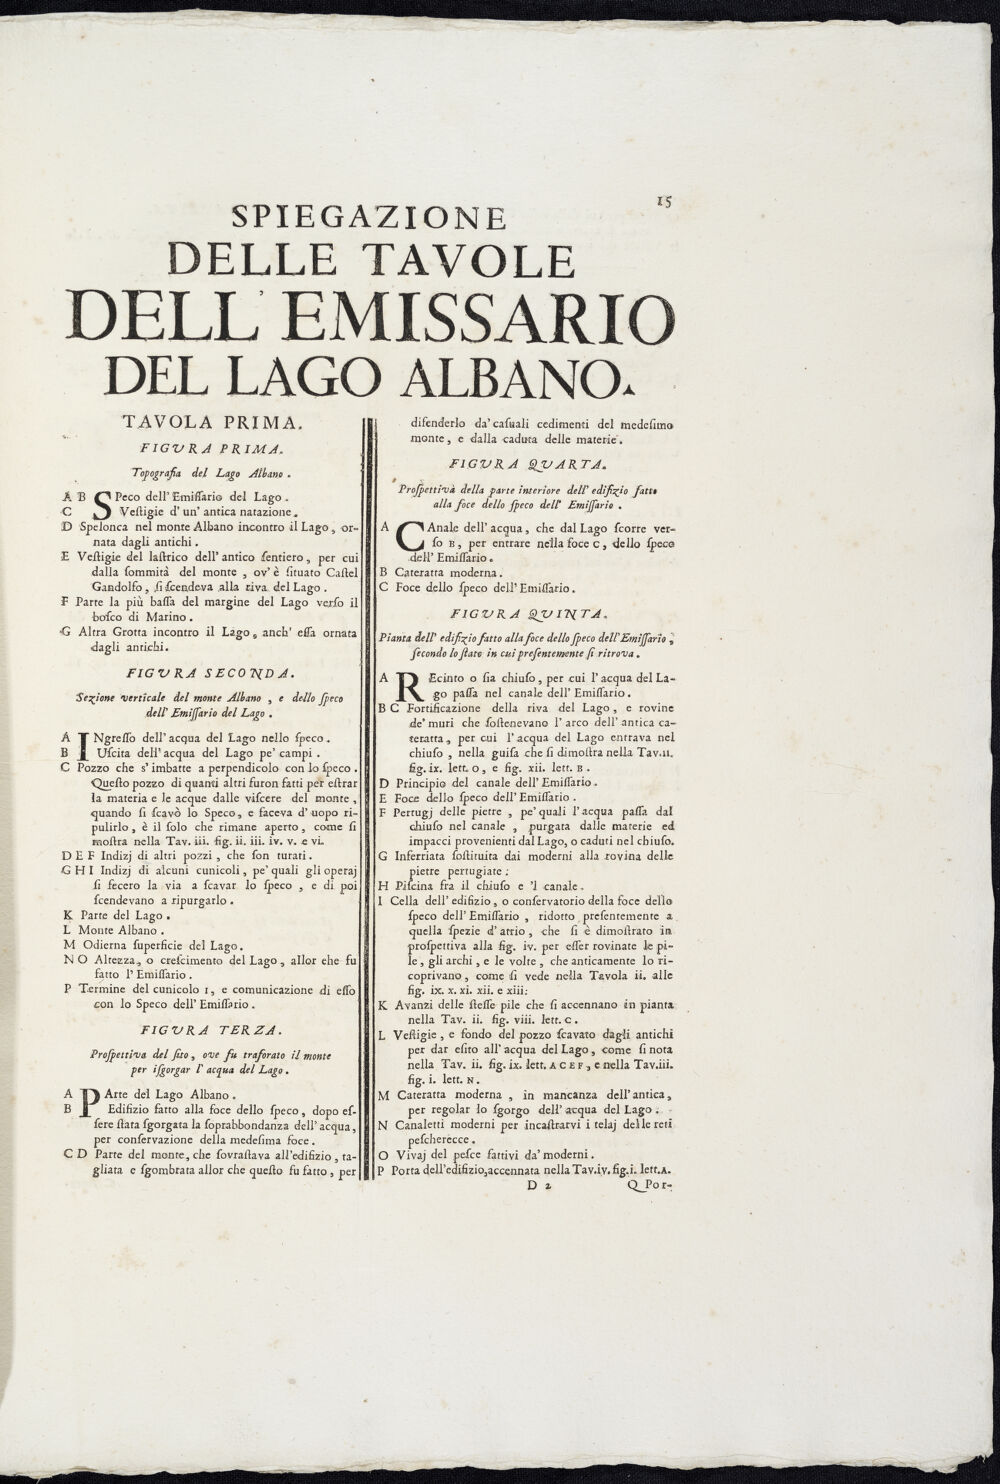 15
SPIEGAZIONE
DELLE TAVOLE
DELL' EMISSARIO
DEL LAGO ALBANO.
TAVOLA PRIMA.
FIGURA PRIMA.
Topografia del Lago Albano.
A B SPeco dell' Emiſſario del Lago.
C Veſtigie d' un' antica natazione.
D Spelonca nel monte Albano incontro il Lago, or-
nata dagli antichi.
E Veſtigie del laſtrico dell' antico ſentiero, per cui
dalla ſommità del monte, ov' è ſituato Caſtel
Gandolfo, ſi ſcendeva alla riva del Lago.
F Parte la più baſſa del margine del Lago verſo il
boſco di Marino.
G Altra Grotta incontro il Lago, anch' eſſa ornata
dagli antichi.
FIGURA SECONDA.
Sezione verticale del monte Albano, e dello ſpeco
dell' Emiſſario del Lago.
A INgreſſo dell' acqua del Lago nello ſpeco.
B Uſcita dell' acqua del Lago pe' campi.
C Pozzo che s' imbatte a perpendicolo con lo ſpeco.
Queſto pozzo di quanti altri furon fatti per eſtrar
la materia e le acque dalle viſcere del monte,
quando ſi ſcavò lo Speco, e faceva d' uopo ri-
pulirlo, è il ſolo che rimane aperto, come ſi
moſtra nella Tav. iii. fig. ii. iii. iv. v. e vi.
D E F Indizj di altri pozzi, che ſon turati.
G H I Indizj di alcuni cunicoli, pe' quali gli operaj
ſi fecero la via a ſcavar lo ſpeco, e di poi
ſcendevano a ripurgarlo.
K Parte del Lago.
L Monte Albano.
M Odierna ſuperficie del Lago.
N O Altezza, o creſcimento del Lago, allor che fu
fatto l' Emiſſario.
P Termine del cunicolo I, e comunicazione di eſſo
con lo Speco dell' Emiſſario.
FIGURA TERZA.
Proſpettiva del ſito, ove fu traforato il monte
per iſgorgar l' acqua del Lago.
A PArte del Lago Albano.
B Edifizio fatto alla foce dello ſpeco, dopo eſ-
ſere ſtata ſgorgata la ſoprabbondanza dell' acqua,
per conſervazione della medeſima foce.
C D Parte del monte, che ſovraſtava all' edifizio, ta-
gliata e ſgombrata allor che queſto fu fatto, per
difenderlo da' caſuali cedimenti del medeſimo
monte, e dalla caduta delle materie.
FIGURA QUARTA.
Proſpettiva della parte interiore dell' edifizio fatto
alla foce dello ſpeco dell' Emiſſario.
A CAnale dell' acqua, che dal Lago ſcorre ver-
ſo B, per entrare nella foce C, dello ſpeco
dell' Emiſſario.
B Cateratta moderna.
C Foce dello ſpeco dell' Emiſſario.
FIGURA QUINTA.
Pianta dell' edifizio fatto alla foce dello ſpeco dell' Emiſſario,
ſecondo lo ſtato in cui preſentemente ſi ritrova.
A REcinto o ſia chiuſo, per cui l' acqua del La-
go paſſa nel canale dell' Emiſſario.
B C Fortificazione della riva del Lago, e rovine
de' muri che ſoſtenevano l' arco dell' antica ca-
teratta, per cui l' acqua del Lago entrava nel
chiuſo, nella guiſa che ſi dimoſtra nella Tav. ii.
fig. ix. lett. O, e fig. xii. lett. B.
D Principio del canale dell' Emiſſario.
E Foce dello ſpeco dell' Emiſſario.
F Pertugj delle pietre, pe' quali l' acqua paſſa dal
chiuſo nel canale, purgata dalle materie ed
impacci provenienti dal Lago, o caduti nel chiuſo.
G Inferriata ſoſtituita dai moderni alla rovina delle
pietre pertugiate:
H Piſcina fra il chiuſo e 'l canale.
I Cella dell' edifizio, o conſervatorio della foce dello
ſpeco dell' Emiſſario, ridotto preſentemente a
quella ſpezie d' atrio, che ſi è dimoſtrato in
proſpettiva alla fig. iv. per eſſer rovinate le pi-
le, gli archi, e le volte, che anticamente lo ri-
coprivano, come ſi vede nella Tavola ii. alle
fig. ix. x. xi. xii. e xiii:
K Avanzi delle ſteſſe pile che ſi accennano in pianta
nella Tav. ii. fig. viii. lett. C.
L Veſtigie, e fondo del pozzo ſcavato dagli antichi
per dar eſito all' acqua del Lago, come ſi nota
nella Tav. ii. fig. ix. lett. A C E F, e nella Tav. iii.
fig. i. lett. N.
M Cateratta moderna, in mancanza dell' antica,
per regolar lo ſgorgo dell' acqua del Lago.
N Canaletti moderni per incaſtrarvi i telaj delle reti
peſcherecce.
O Vivaj del peſce fattivi da' moderni.
P Porta dell' edifizio, accennata nella Tav. iv. fig. i. lett. A.
D 2 Q Por-